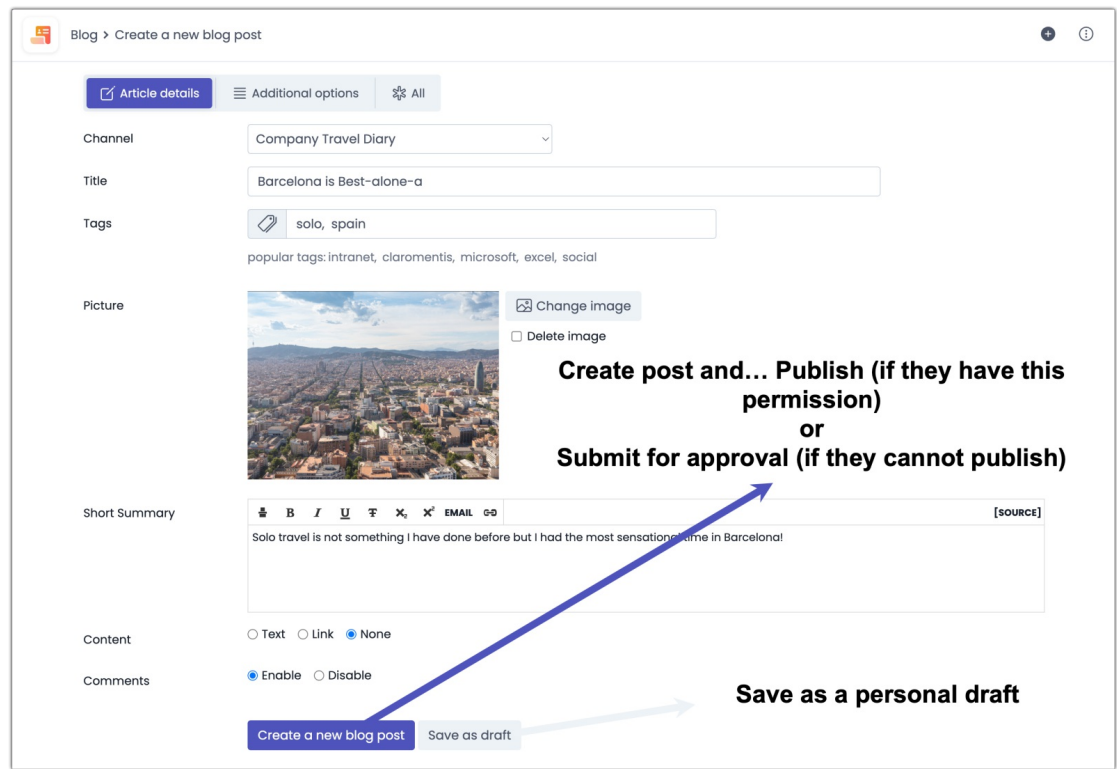 Blog > Create a new blog post
Article details
Additional options
All
Channel
Company Travel Diary
Title
Barcelona is Best-alone-a
Tags
solo, spain
popular tags: intranet, claromentis, microsoft, excel, social
Picture
Change image
Delete image
Create post and... Publish (if they have this
permission)
or
Submit for approval (if they cannot publish)
Short Summary
B I U T X₂ X² EMAIL
[SOURCE]
Solo travel is not something I have done before but I had the most sensational time in Barcelona!
Content
Text Link None
Comments
Enable Disable
Save as a personal draft
Create a new blog post
Save as draft